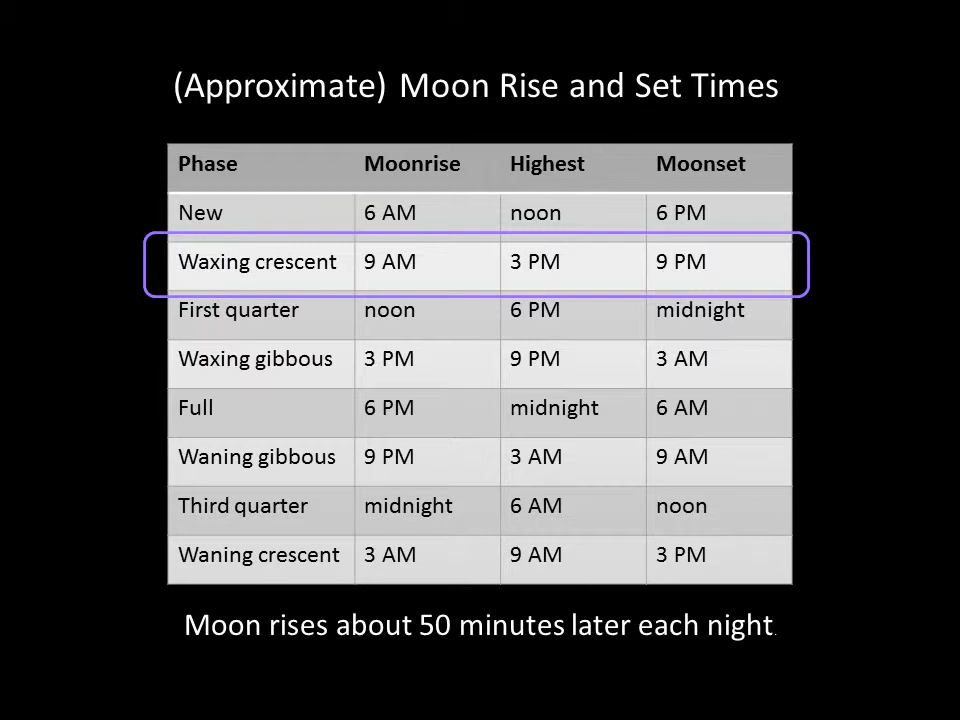 (Approximate) Moon Rise and Set Times
Phase Moonrise Highest Moonset
New 6 AM noon 6 PM
Waxing crescent 9 AM 3 PM 9 PM
First quarter noon 6 PM midnight
Waxing gibbous 3 PM 9 PM 3 AM
Full 6 PM midnight 6 AM
Waning gibbous 9 PM 3 AM 9 AM
Third quarter midnight 6 AM noon
Waning crescent 3 AM 9 AM 3 PM
Moon rises about 50 minutes later each night.